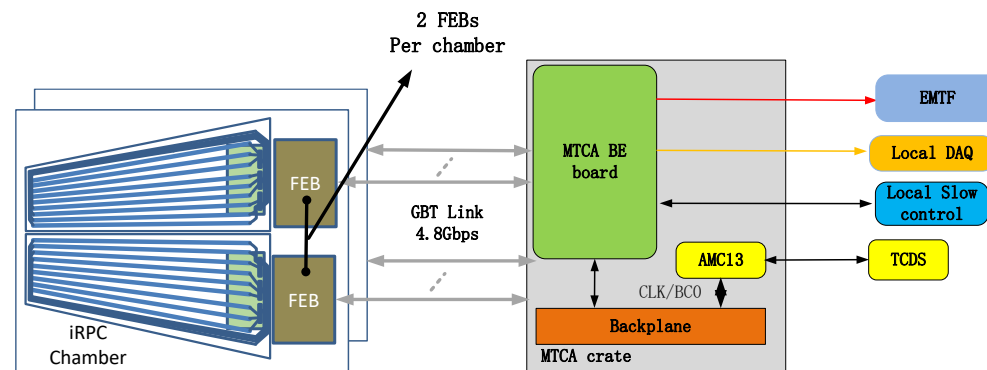 2 FEBs
Per chamber
FEB
FEB
iRPC
Chamber
GBT Link
4.8Gbps
MTCA BE
board
AMC13
CLK/BC0
Backplane
MTCA crate
EMTF
Local DAQ
Local Slow
control
TCDS